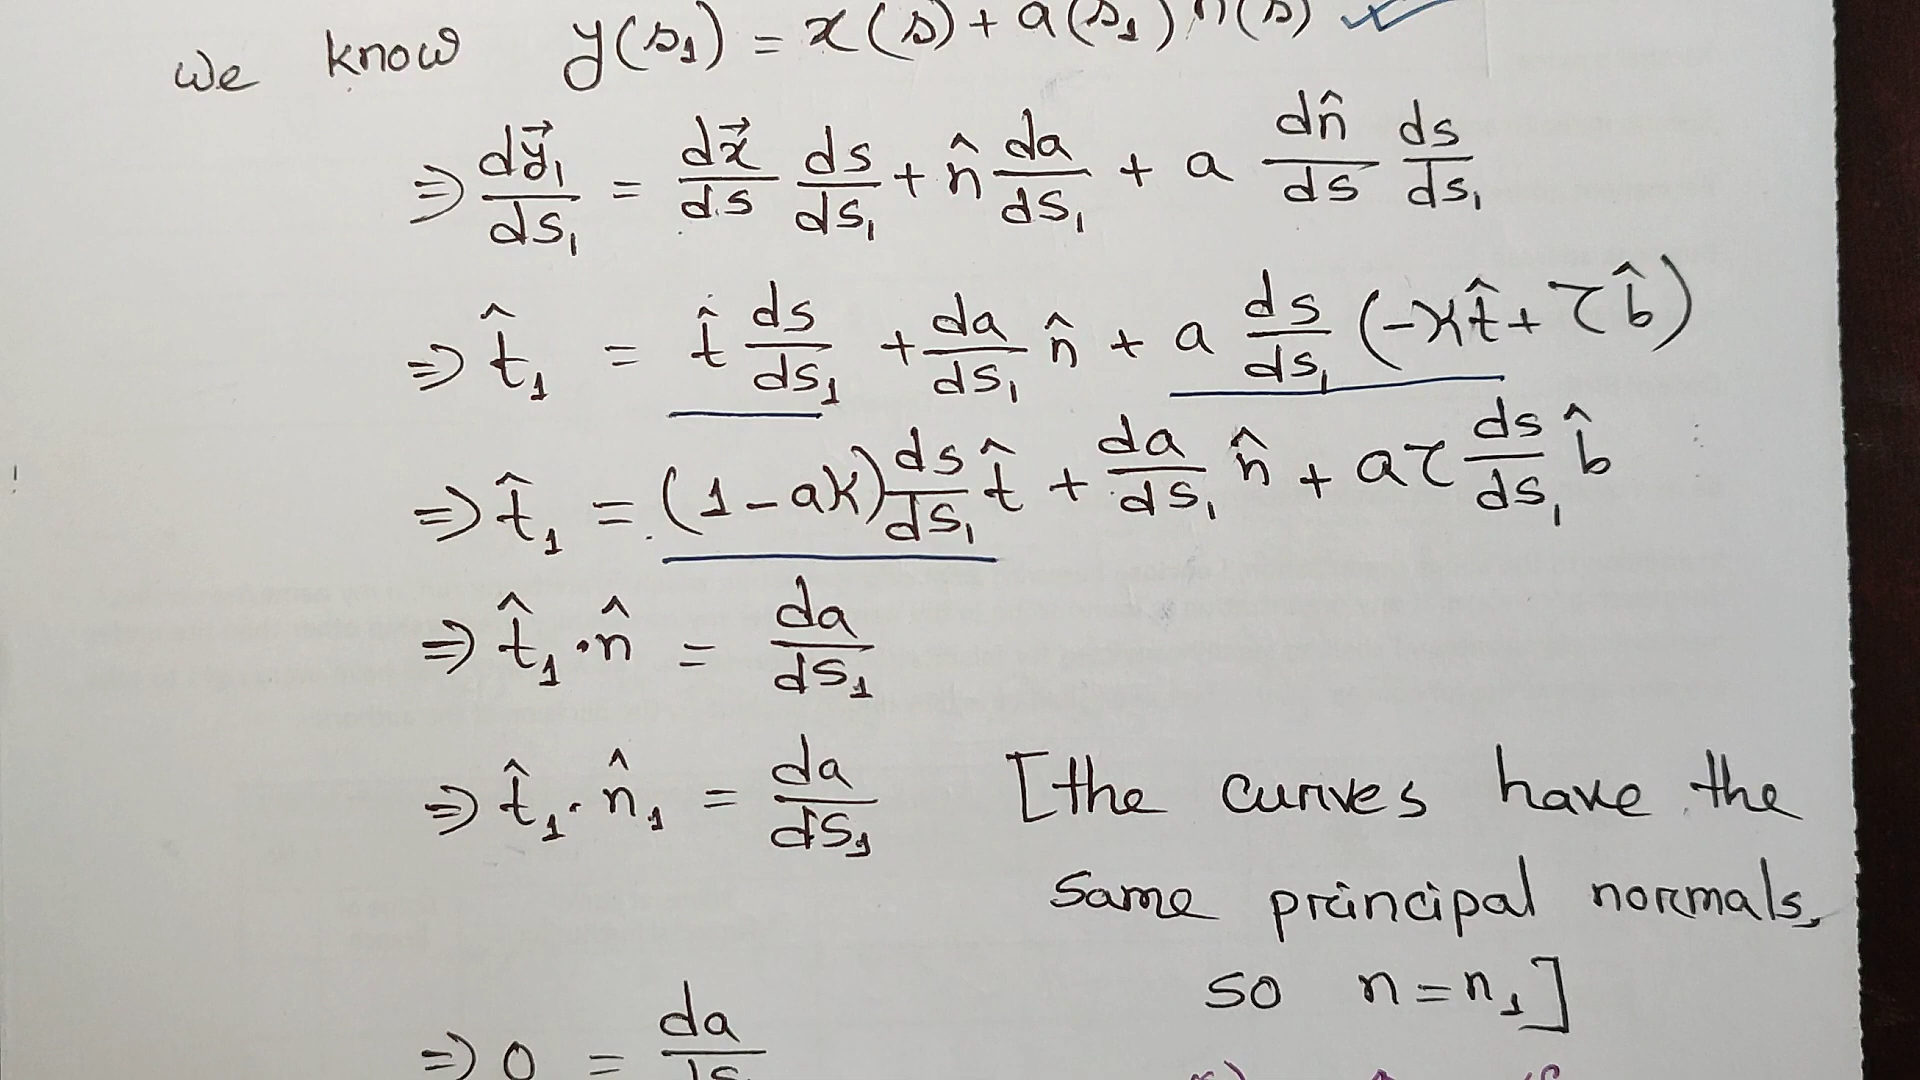 we know y(s₁) = x(s) + a(s₁) n(s)
⇒ dy⃗₁/ds₁ = dx⃗/ds ds/ds₁ + n̂ da/ds₁ + a dn̂/ds ds/ds₁
⇒ t̂₁ = t̂ ds/ds₁ + da/ds₁ n̂ + a ds/ds₁ (-κt̂ + τb̂)
⇒ t̂₁ = (1-aκ) ds/ds₁ t̂ + da/ds₁ n̂ + aτ ds/ds₁ b̂
⇒ t̂₁·n̂ = da/ds₁
⇒ t̂₁·n̂₁ = da/ds₁ [the curves have the
same principal normals,
so n = n₁]
⇒ 0 = da